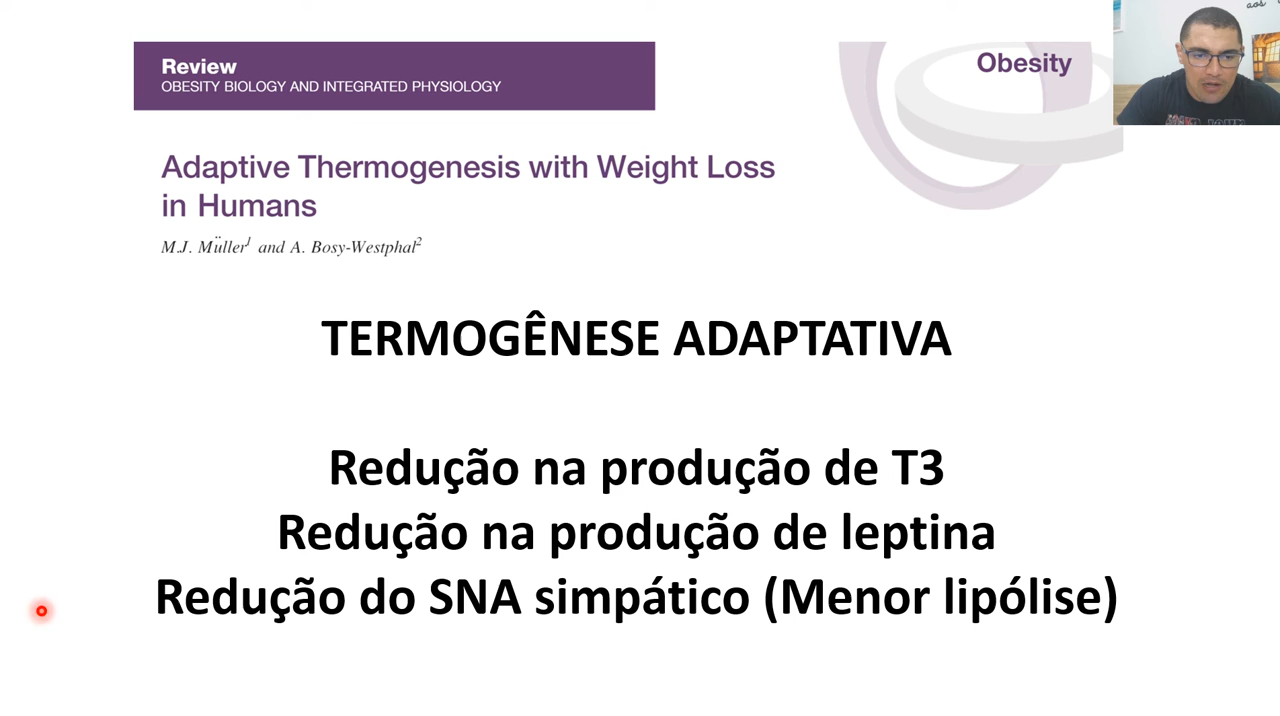 Review
OBESITY BIOLOGY AND INTEGRATED PHYSIOLOGY
Obesity
Adaptive Thermogenesis with Weight Loss
in Humans
M.J. Müller1 and A. Bosy-Westphal2
TERMOGÊNESE ADAPTATIVA
Redução na produção de T3
Redução na produção de leptina
Redução do SNA simpático (Menor lipólise)
aos